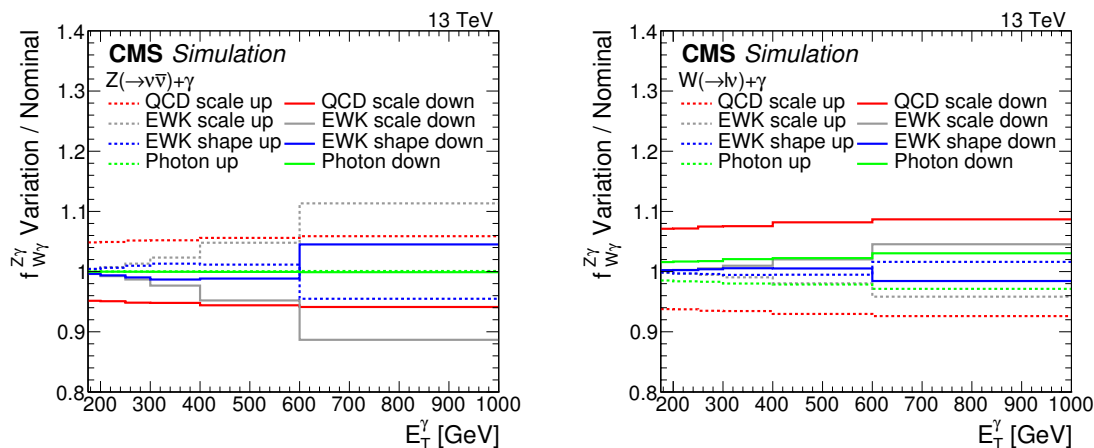 13 TeV
CMS Simulation
Z(→νν̄)+γ
QCD scale up QCD scale down
EWK scale up EWK scale down
EWK shape up EWK shape down
Photon up Photon down
f^{Zγ}_{Wγ} Variation / Nominal
1.4
1.3
1.2
1.1
1
0.9
0.8
200 300 400 500 600 700 800 900 1000
E_T^γ [GeV]
13 TeV
CMS Simulation
W(→lν)+γ
QCD scale up QCD scale down
EWK scale up EWK scale down
EWK shape up EWK shape down
Photon up Photon down
f^{Zγ}_{Wγ} Variation / Nominal
1.4
1.3
1.2
1.1
1
0.9
0.8
200 300 400 500 600 700 800 900 1000
E_T^γ [GeV]